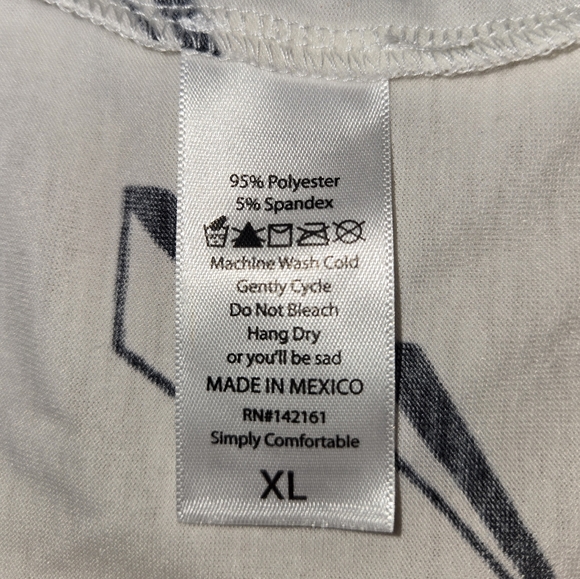 95% Polyester
5% Spandex
Machine Wash Cold
Gently Cycle
Do Not Bleach
Hang Dry
or you'll be sad
MADE IN MEXICO
RN#142161
Simply Comfortable
XL